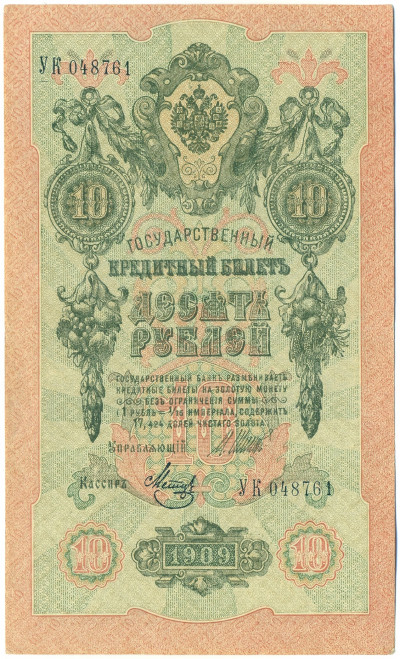 УК 048761
10 10
ГОСУДАРСТВЕННЫЙ
КРЕДИТНЫЙ БИЛЕТЪ
ДЕСЯТЬ
РУБЛЕЙ
ГОСУДАРСТВЕННЫЙ БАНКЪ РАЗМѢНИВАЕТЪ
КРЕДИТНЫЕ БИЛЕТЫ НА ЗОЛОТУЮ МОНЕТУ
БЕЗЪ ОГРАНИЧЕНІЯ СУММЫ
(1 РУБЛЬ = 1/15 ИМПЕРІАЛА, СОДЕРЖИТЪ
17,424 ДОЛЕЙ ЧИСТАГО ЗОЛОТА)
10
УПРАВЛЯЮЩІЙ
КАССИРЪ
УК 048761
10 1909 10